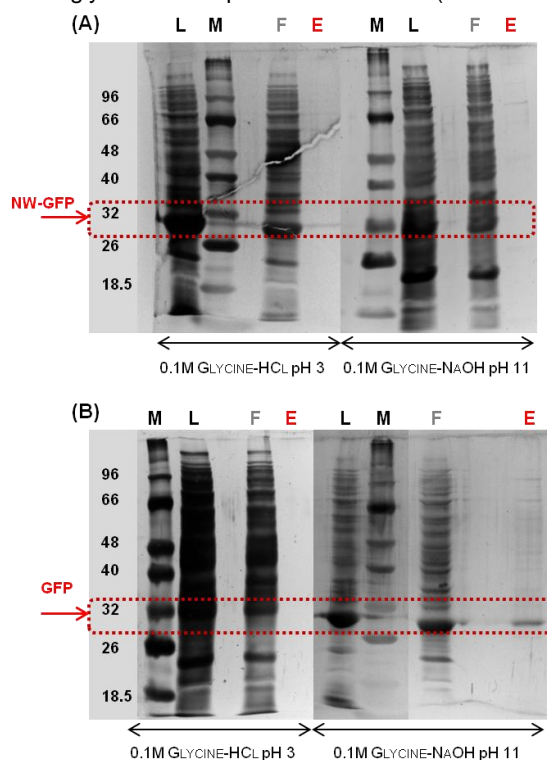 (A)
L M F E M L F E
96
66
48
40
NW-GFP
32
26
18.5
0.1M GLYCINE-HCL pH 3 0.1M GLYCINE-NAOH pH 11
(B)
M L F E L M F E
96
66
48
40
GFP
32
26
18.5
0.1M GLYCINE-HCL pH 3 0.1M GLYCINE-NAOH pH 11